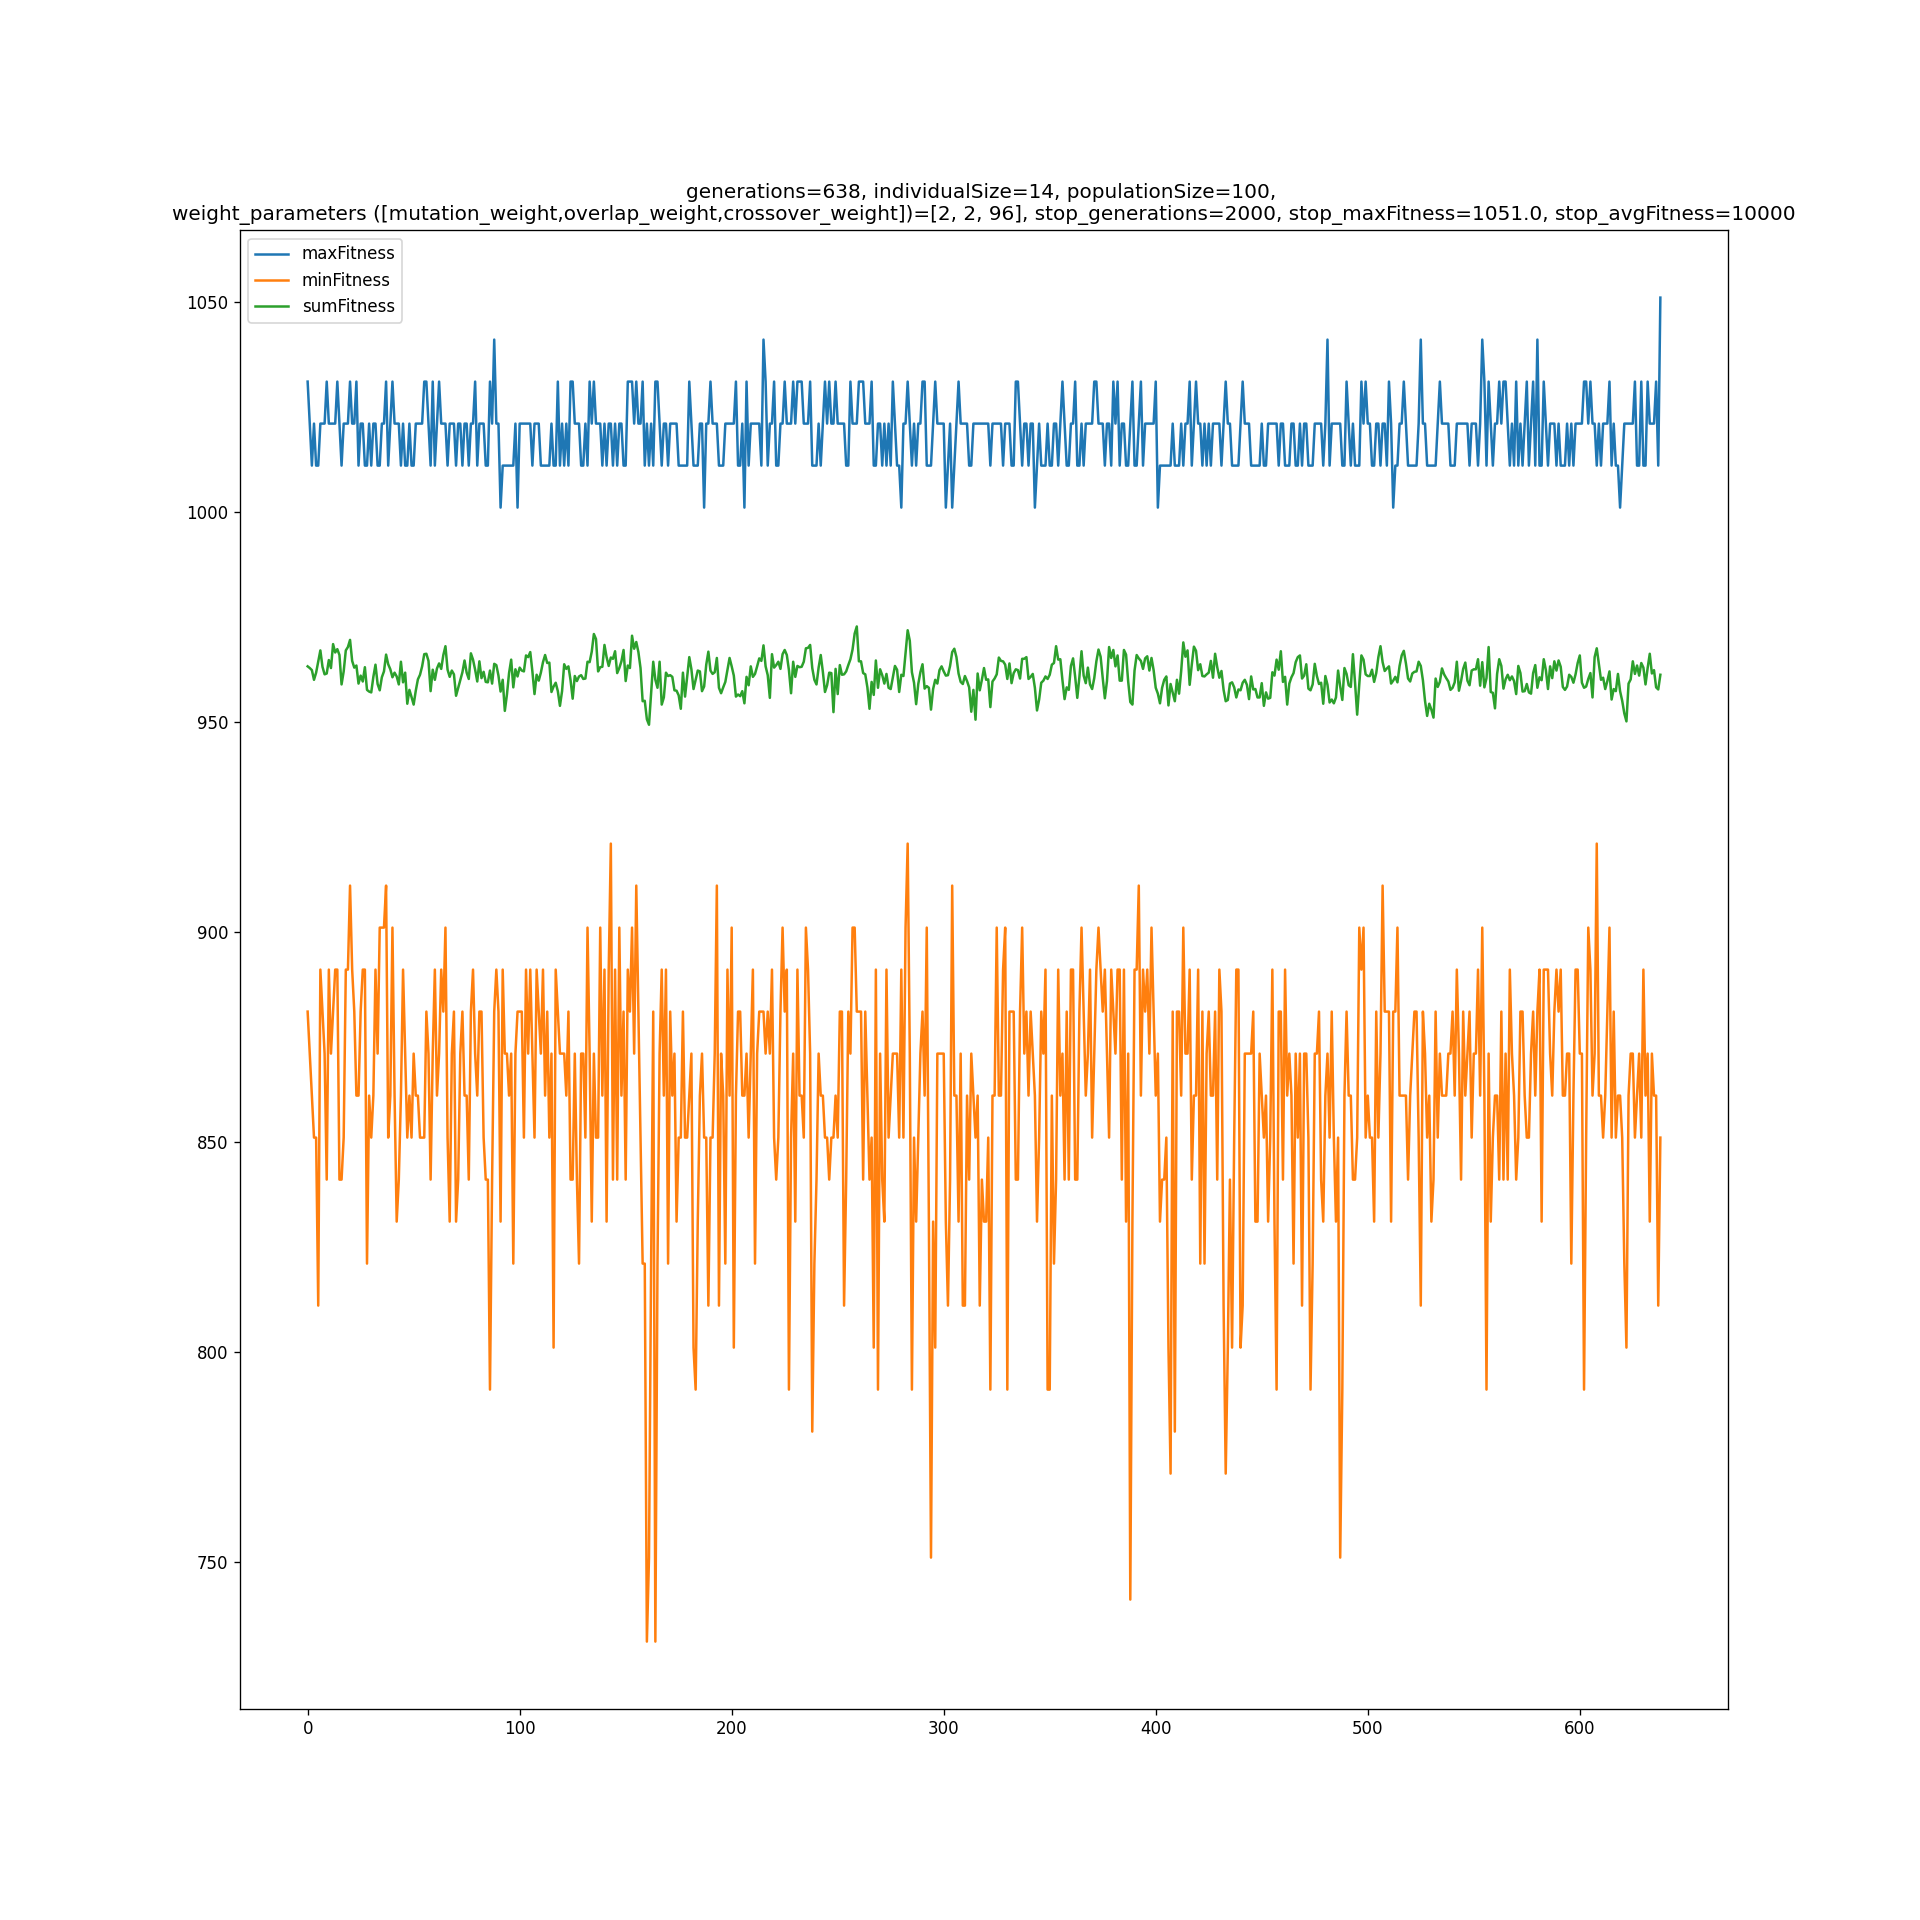 generations=638, individualSize=14, populationSize=100,
weight_parameters ([mutation_weight,overlap_weight,crossover_weight])=[2, 2, 96], stop_generations=2000, stop_maxFitness=1051.0, stop_avgFitness=10000
maxFitness
minFitness
sumFitness
1050
1000
950
900
850
800
750
0 100 200 300 400 500 600